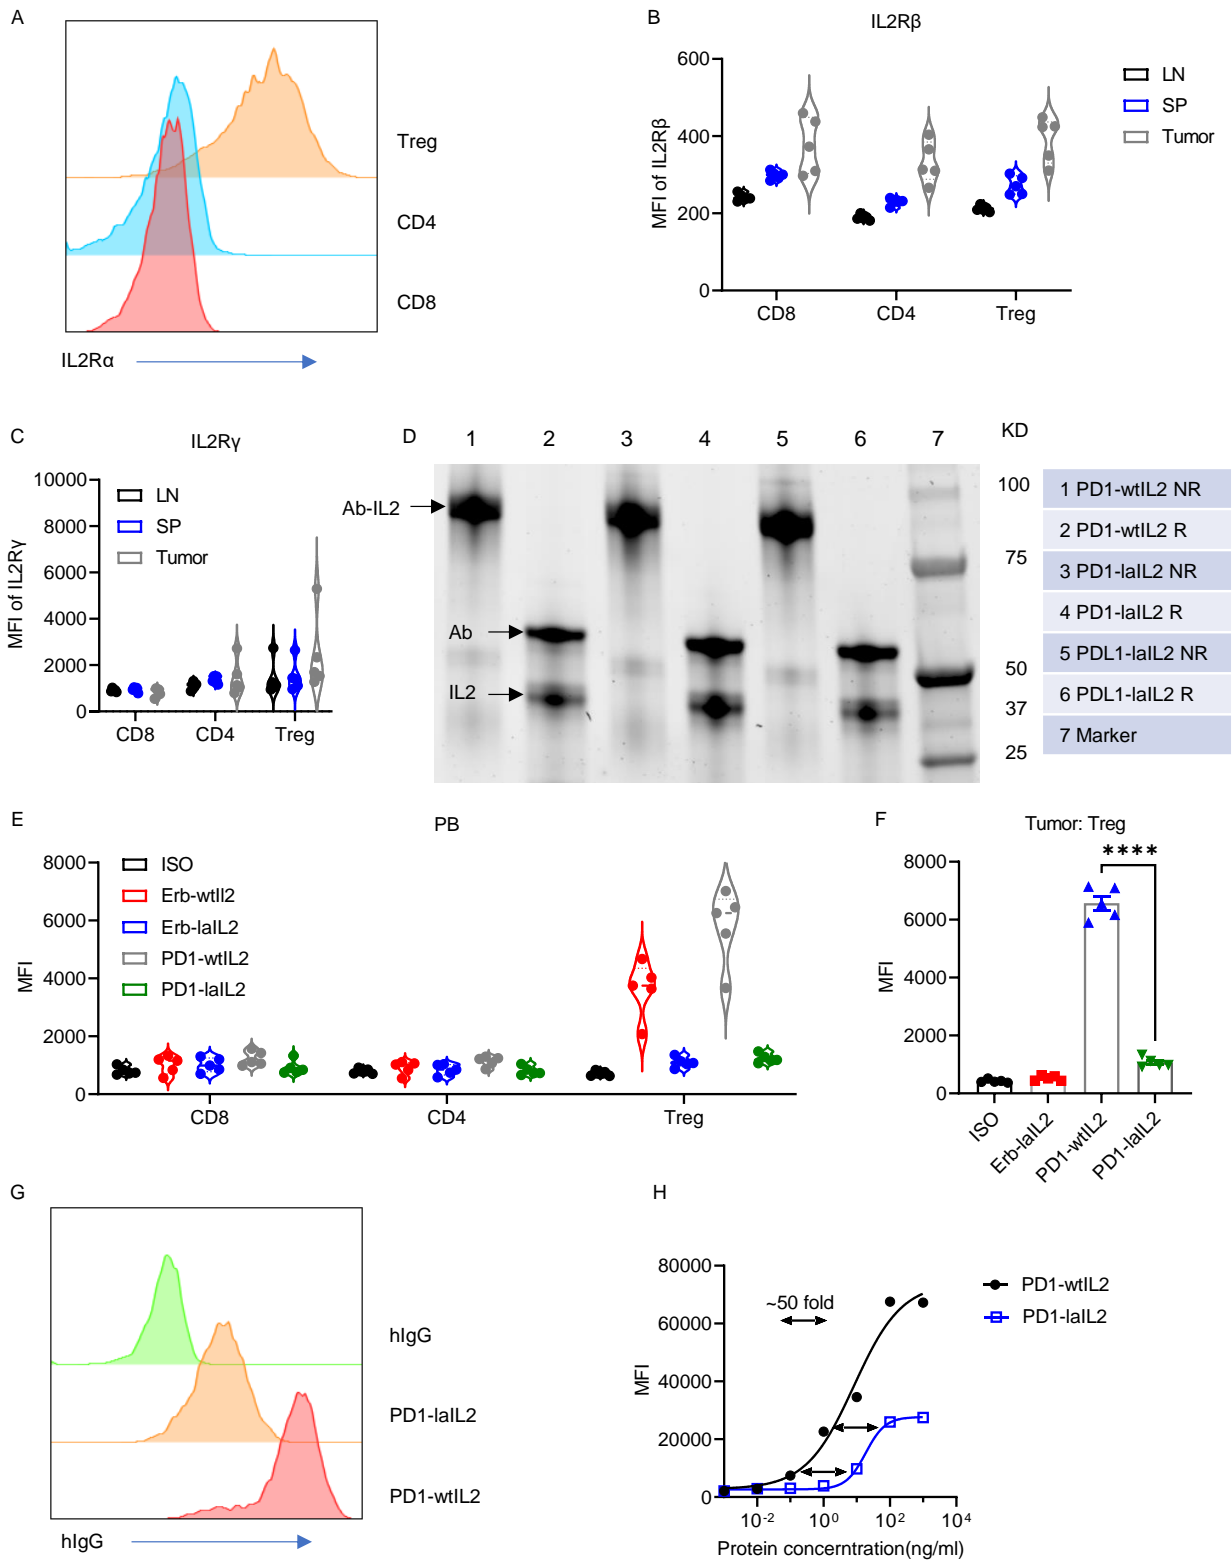 A
Treg
CD4
CD8
IL2Rα
B
IL2Rβ
MFI of IL2Rβ
600
400
200
0
CD8
CD4
Treg
LN
SP
Tumor
C
IL2Rγ
MFI of IL2Rγ
10000
8000
6000
4000
2000
0
LN
SP
Tumor
CD8
CD4
Treg
D
1 2 3 4 5 6 7
KD
Ab-IL2
Ab
IL2
100
75
50
37
25
1 PD1-wtIL2 NR
2 PD1-wtIL2 R
3 PD1-laIL2 NR
4 PD1-laIL2 R
5 PDL1-laIL2 NR
6 PDL1-laIL2 R
7 Marker
E
PB
MFI
8000
6000
4000
2000
0
ISO
Erb-wtIl2
Erb-laIL2
PD1-wtIL2
PD1-laIL2
CD8
CD4
Treg
F
Tumor: Treg
****
MFI
8000
6000
4000
2000
0
ISO
Erb-laIL2
PD1-wtIL2
PD1-laIL2
G
hIgG
PD1-laIL2
PD1-wtIL2
hIgG
H
MFI
80000
60000
40000
20000
0
~50 fold
PD1-wtIL2
PD1-laIL2
10-2 100 102 104
Protein concerntration(ng/ml)